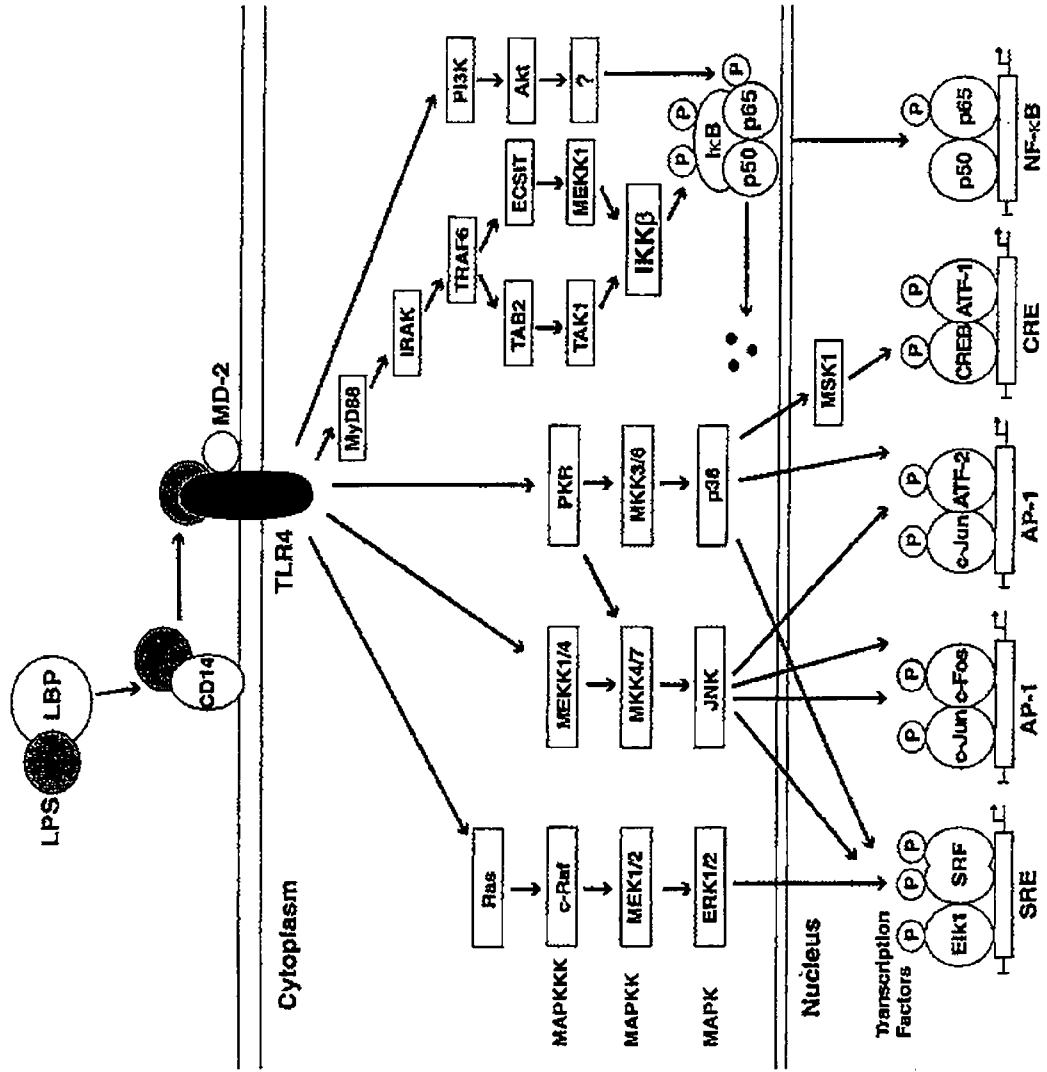 LPS
LBP
CD14
MD-2
TLR4
Cytoplasm
MyD88
IRAK
TRAF6
TAB2
ECSIT
TAK1
MEKK1
IKKβ
PI3K
Akt
?
Ras
MAPKKK
c-Raf
MEKK1/4
PKR
MAPKK
MEK1/2
MKK4/7
MKK3/6
MAPK
ERK1/2
JNK
p38
P
P
P
IκB
p50
p65
Nucleus
MSK1
Transcription
Factors
P
P
P
Elk1
SRF
SRE
P
P
c-Jun
c-Fos
AP-1
P
P
c-Jun
ATF-2
AP-1
P
P
CREB
ATF-1
CRE
P
p50
p65
NF-κB